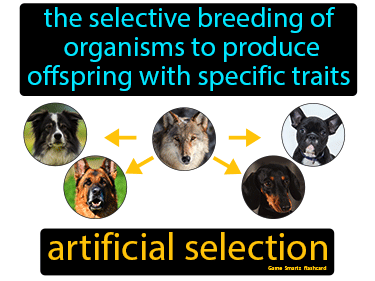 the selective breeding of
organisms to produce
offspring with specific traits
artificial selection
Game Smartz flashcard